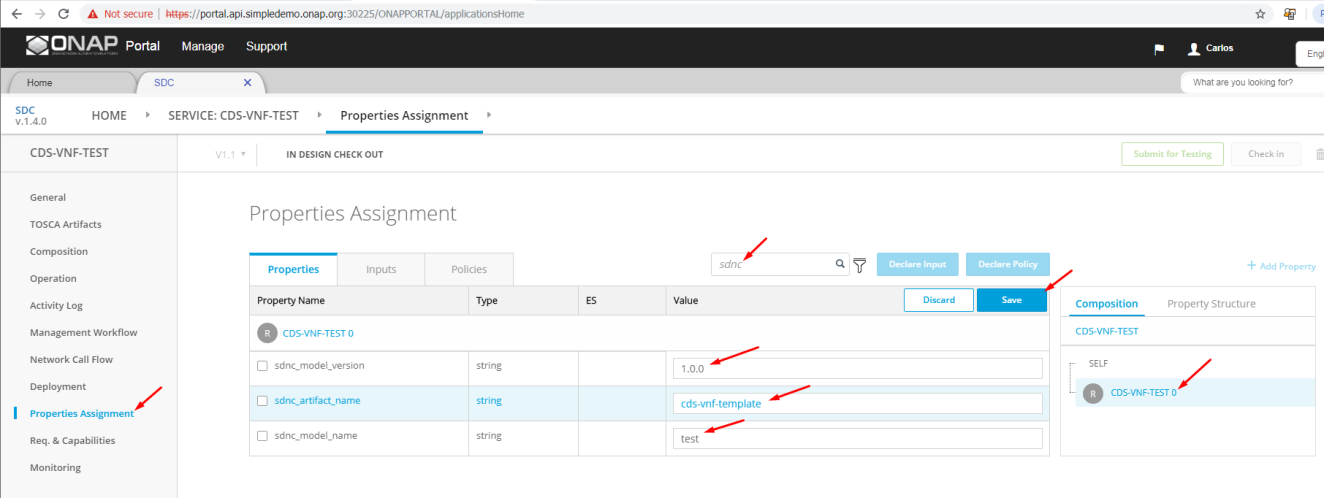 Not secure | https://portal.api.simpledemo.onap.org:30225/ONAPPORTAL/applicationsHome
ONAP Portal Manage Support Carlos Engl
Home SDC × What are you looking for?
SDC
v.1.4.0
HOME SERVICE: CDS-VNF-TEST Properties Assignment
CDS-VNF-TEST V1.1 IN DESIGN CHECK OUT Submit for Testing Check in
General
TOSCA Artifacts
Composition
Operation
Activity Log
Management Workflow
Network Call Flow
Deployment
Properties Assignment
Req. & Capabilities
Monitoring
Properties Assignment
Properties Inputs Policies sdnc Declare Input Declare Policy + Add Property
Property Name Type ES Value Discard Save
R CDS-VNF-TEST 0
sdnc_model_version string 1.0.0
sdnc_artifact_name string cds-vnf-template
sdnc_model_name string test
Composition Property Structure
CDS-VNF-TEST
SELF
R CDS-VNF-TEST 0